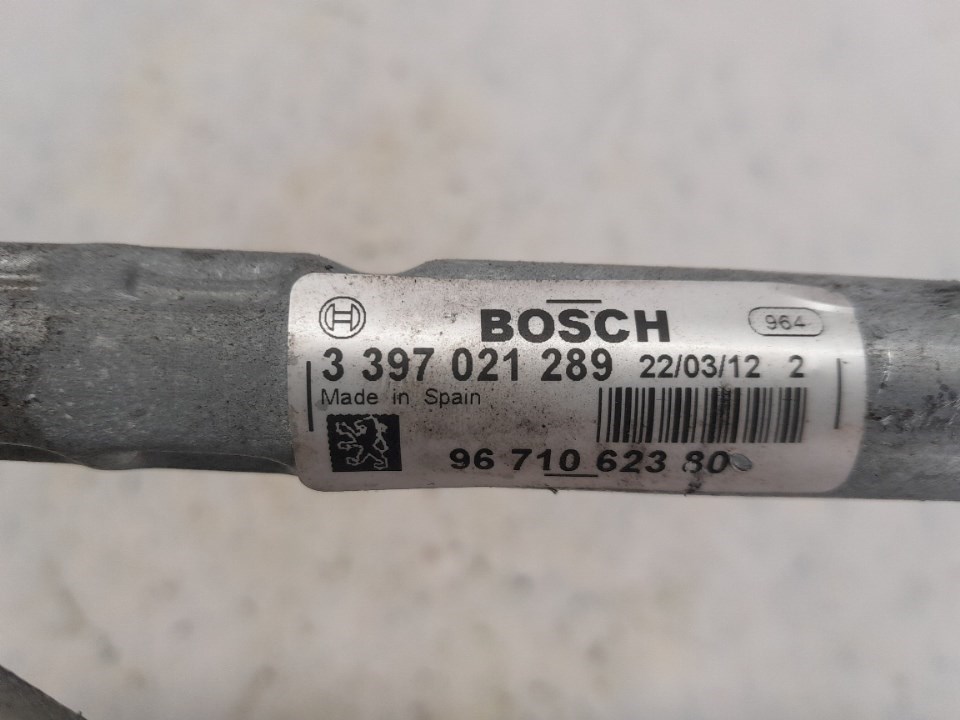 BOSCH 964
3 397 021 289 22/03/12 2
Made in Spain
96 710 623 80